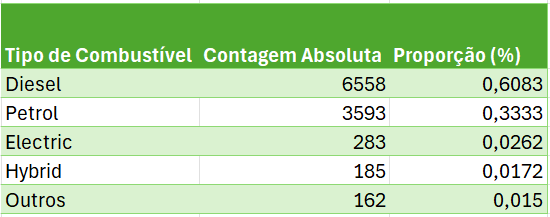 Tipo de Combustível Contagem Absoluta Proporção (%)
Diesel 6558 0,6083
Petrol 3593 0,3333
Electric 283 0,0262
Hybrid 185 0,0172
Outros 162 0,015